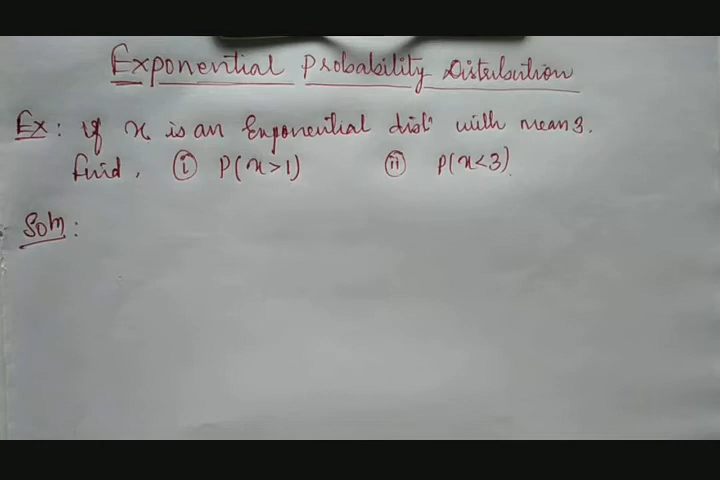 Exponential Probability Distribution
Ex: If x is an Exponential distn with mean 3.
find, (i) P(x>1) (ii) P(x<3).
Soln: